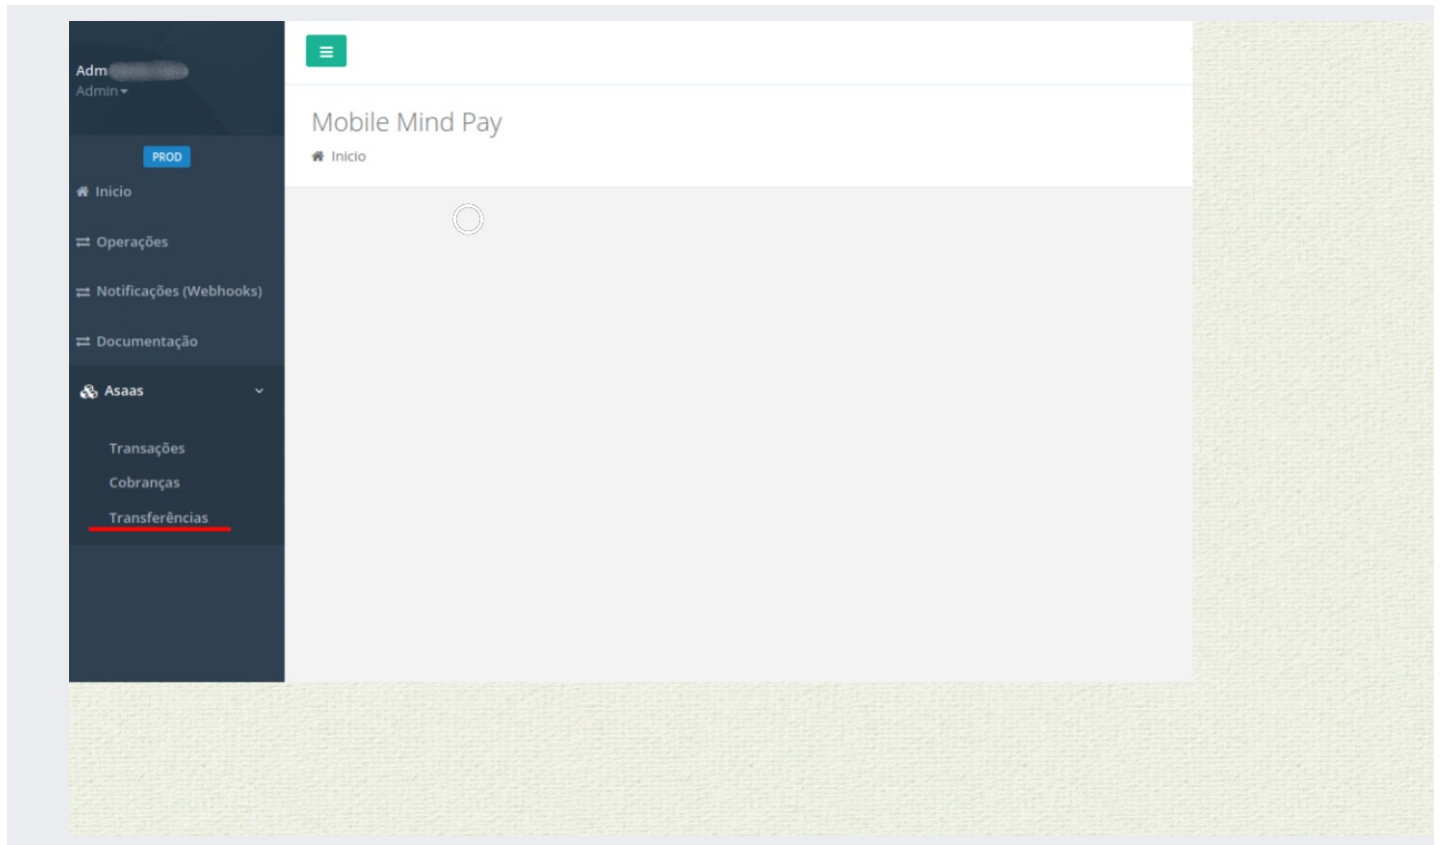 Adm
Admin
PROD
Inicio
Operações
Notificações (Webhooks)
Documentação
Asaas
Transações
Cobranças
Transferências
Mobile Mind Pay
Inicio